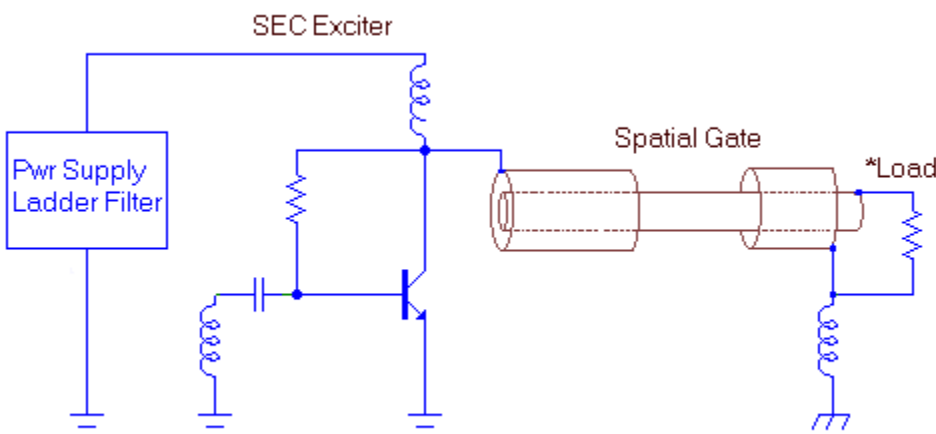 SEC Exciter
Spatial Gate
*Load
Pwr Supply
Ladder Filter